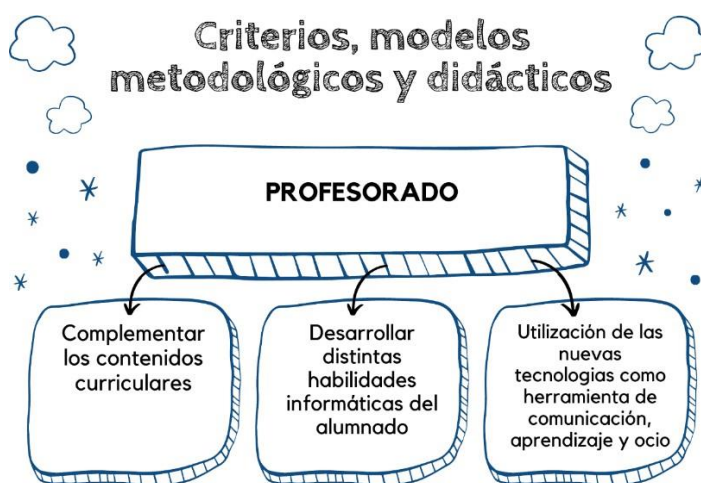 Criterios, modelos
metodológicos y didácticos
PROFESORADO
Complementar
los contenidos
curriculares
Desarrollar
distintas
habilidades
informáticas del
alumnado
Utilización de las
nuevas
tecnologias como
herramienta de
comunicación,
aprendizaje y ocio